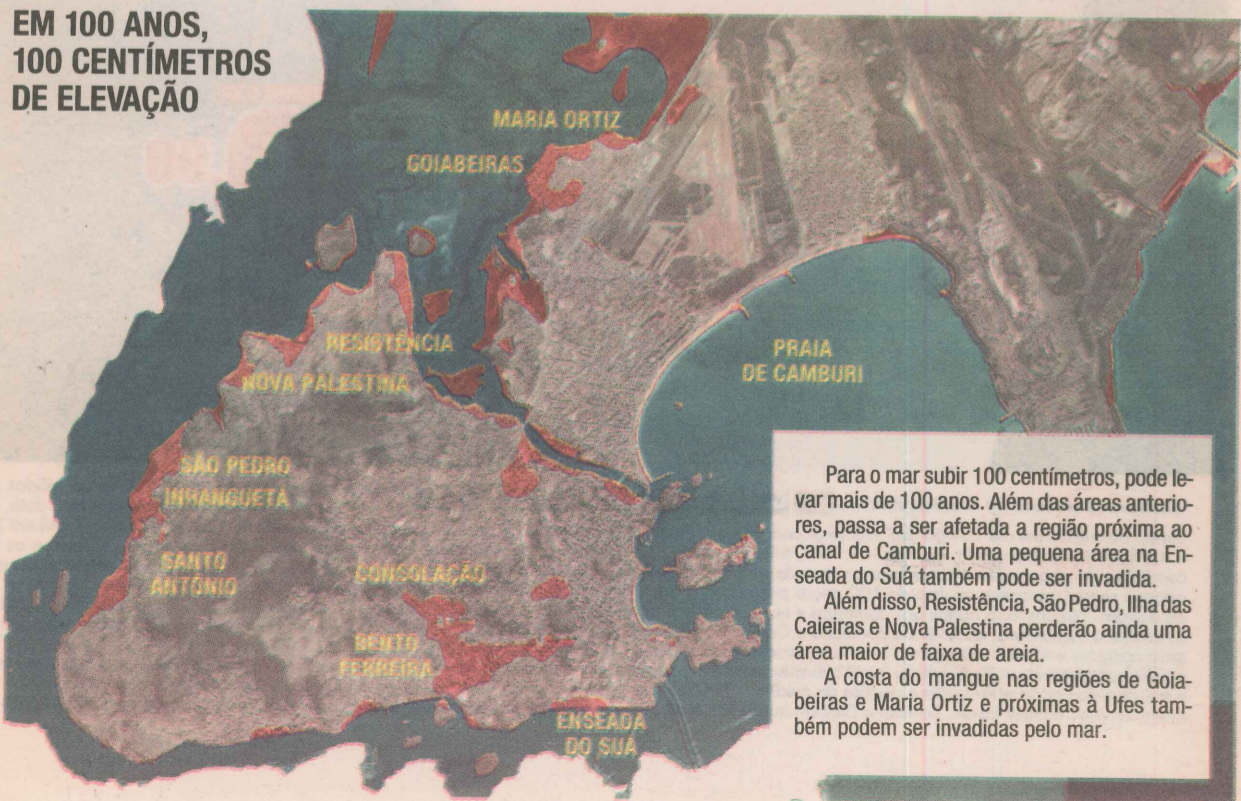 EM 100 ANOS,
100 CENTÍMETROS
DE ELEVAÇÃO
MARIA ORTIZ
GOIABEIRAS
RESISTÊNCIA
NOVA PALESTINA
PRAIA
DE CAMBURI
SÃO PEDRO
INHANGUETÁ
SANTO
ANTÔNIO
CONSOLAÇÃO
BENTO
FERREIRA
ENSEADA
DO SUÁ
Para o mar subir 100 centímetros, pode le-
var mais de 100 anos. Além das áreas anterio-
res, passa a ser afetada a região próxima ao
canal de Camburi. Uma pequena área na En-
seada do Suá também pode ser invadida.
Além disso, Resistência, São Pedro, Ilha das
Caieiras e Nova Palestina perderão ainda uma
área maior de faixa de areia.
A costa do mangue nas regiões de Goia-
beiras e Maria Ortiz e próximas à Ufes tam-
bém podem ser invadidas pelo mar.